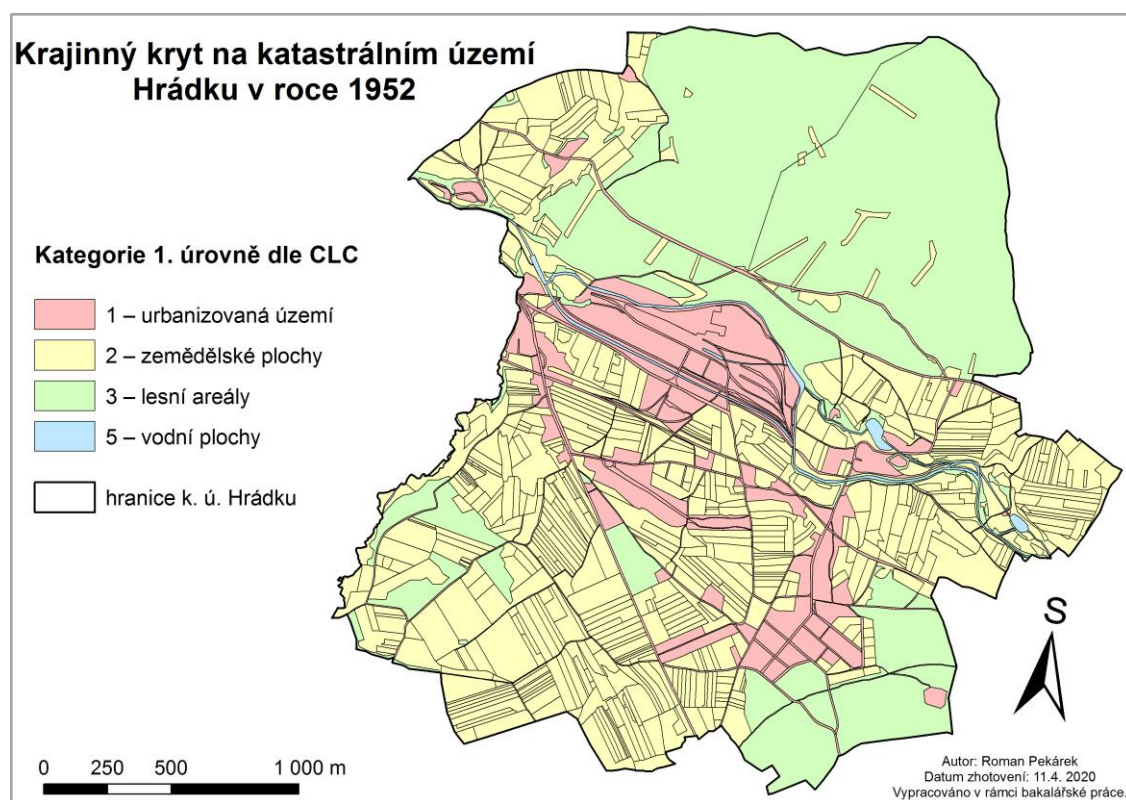 Krajinný kryt na katastrálním území
Hrádku v roce 1952
Kategorie 1. úrovně dle CLC
1 – urbanizovaná území
2 – zemědělské plochy
3 – lesní areály
5 – vodní plochy
hranice k. ú. Hrádku
S
0 250 500 1 000 m
Autor: Roman Pekárek
Datum zhotovení: 11.4. 2020
Vypracováno v rámci bakalářské práce.